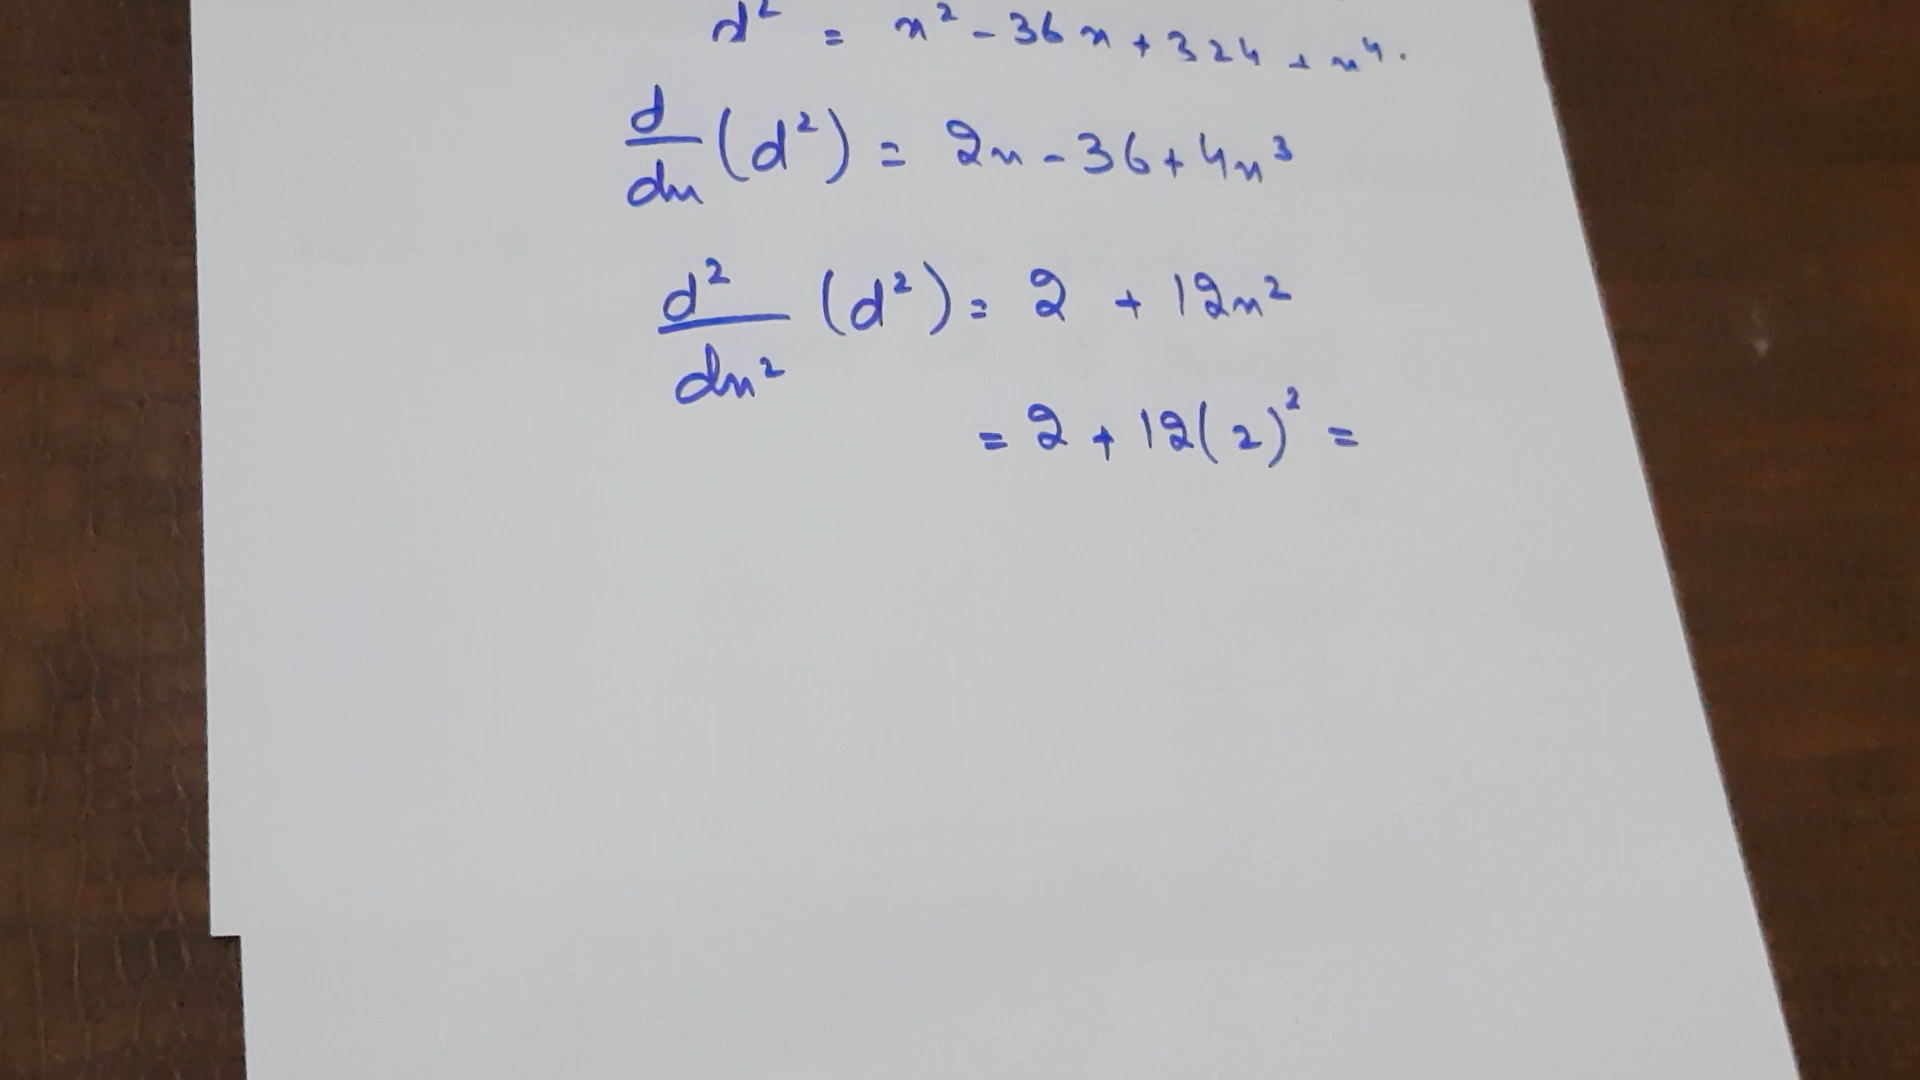 d² = x² - 36x + 324 + x⁴.
d/dx (d²) = 2x - 36 + 4x³
d²/dx² (d²) = 2 + 12x²
= 2 + 12(2)² =